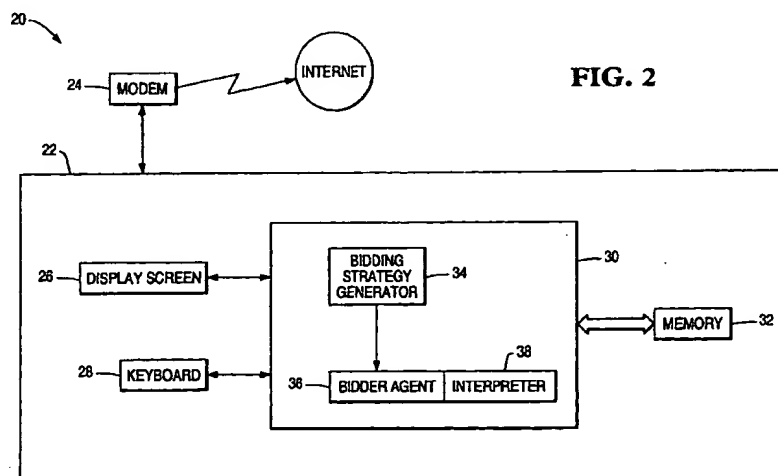 20
INTERNET
FIG. 2
24
MODEM
22
BIDDING
STRATEGY
GENERATOR
34
30
26
DISPLAY SCREEN
MEMORY
32
38
28
KEYBOARD
36
BIDDER AGENT
INTERPRETER